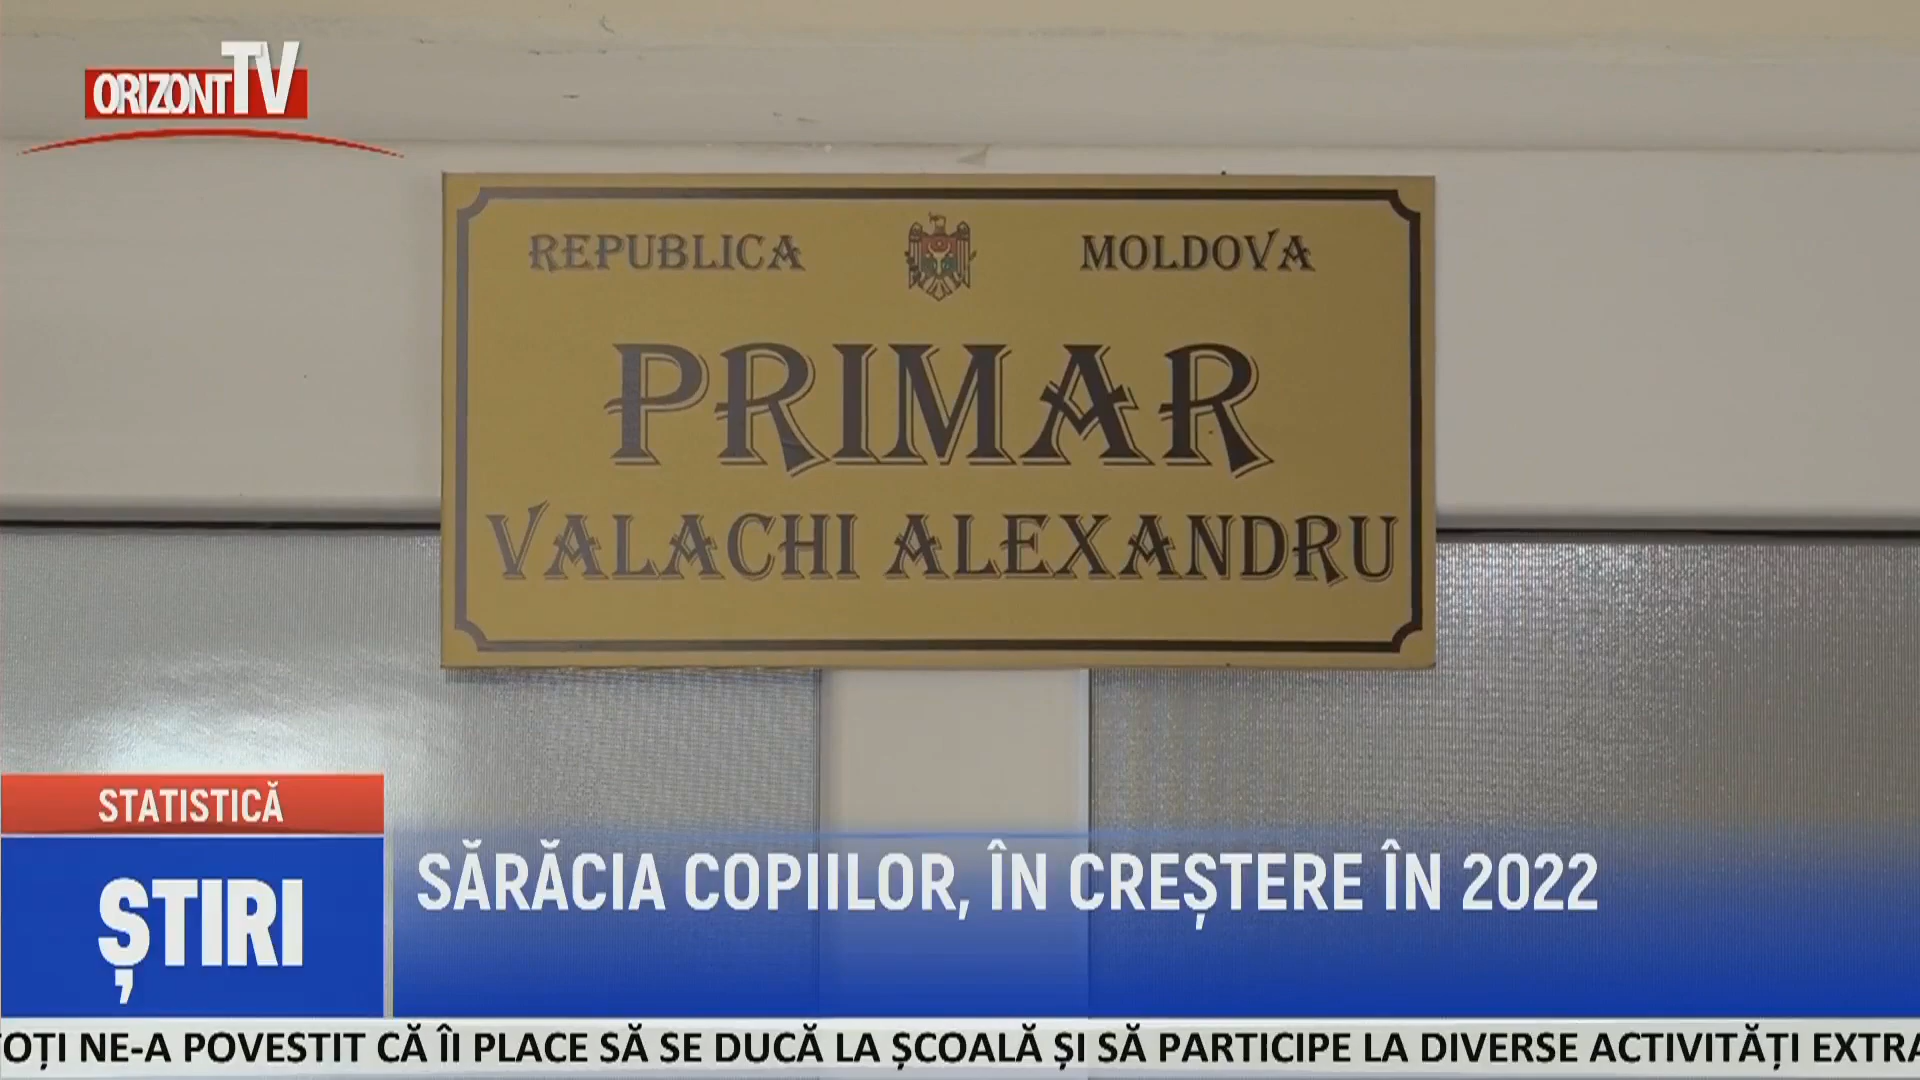 ORIZONT TV
REPUBLICA MOLDOVA
PRIMAR
VALACHI ALEXANDRU
STATISTICĂ
ȘTIRI
SĂRĂCIA COPIILOR, ÎN CREȘTERE ÎN 2022
OȚI NE-A POVESTIT CĂ ÎI PLACE SĂ SE DUCĂ LA ȘCOALĂ ȘI SĂ PARTICIPE LA DIVERSE ACTIVITĂȚI EXTRA